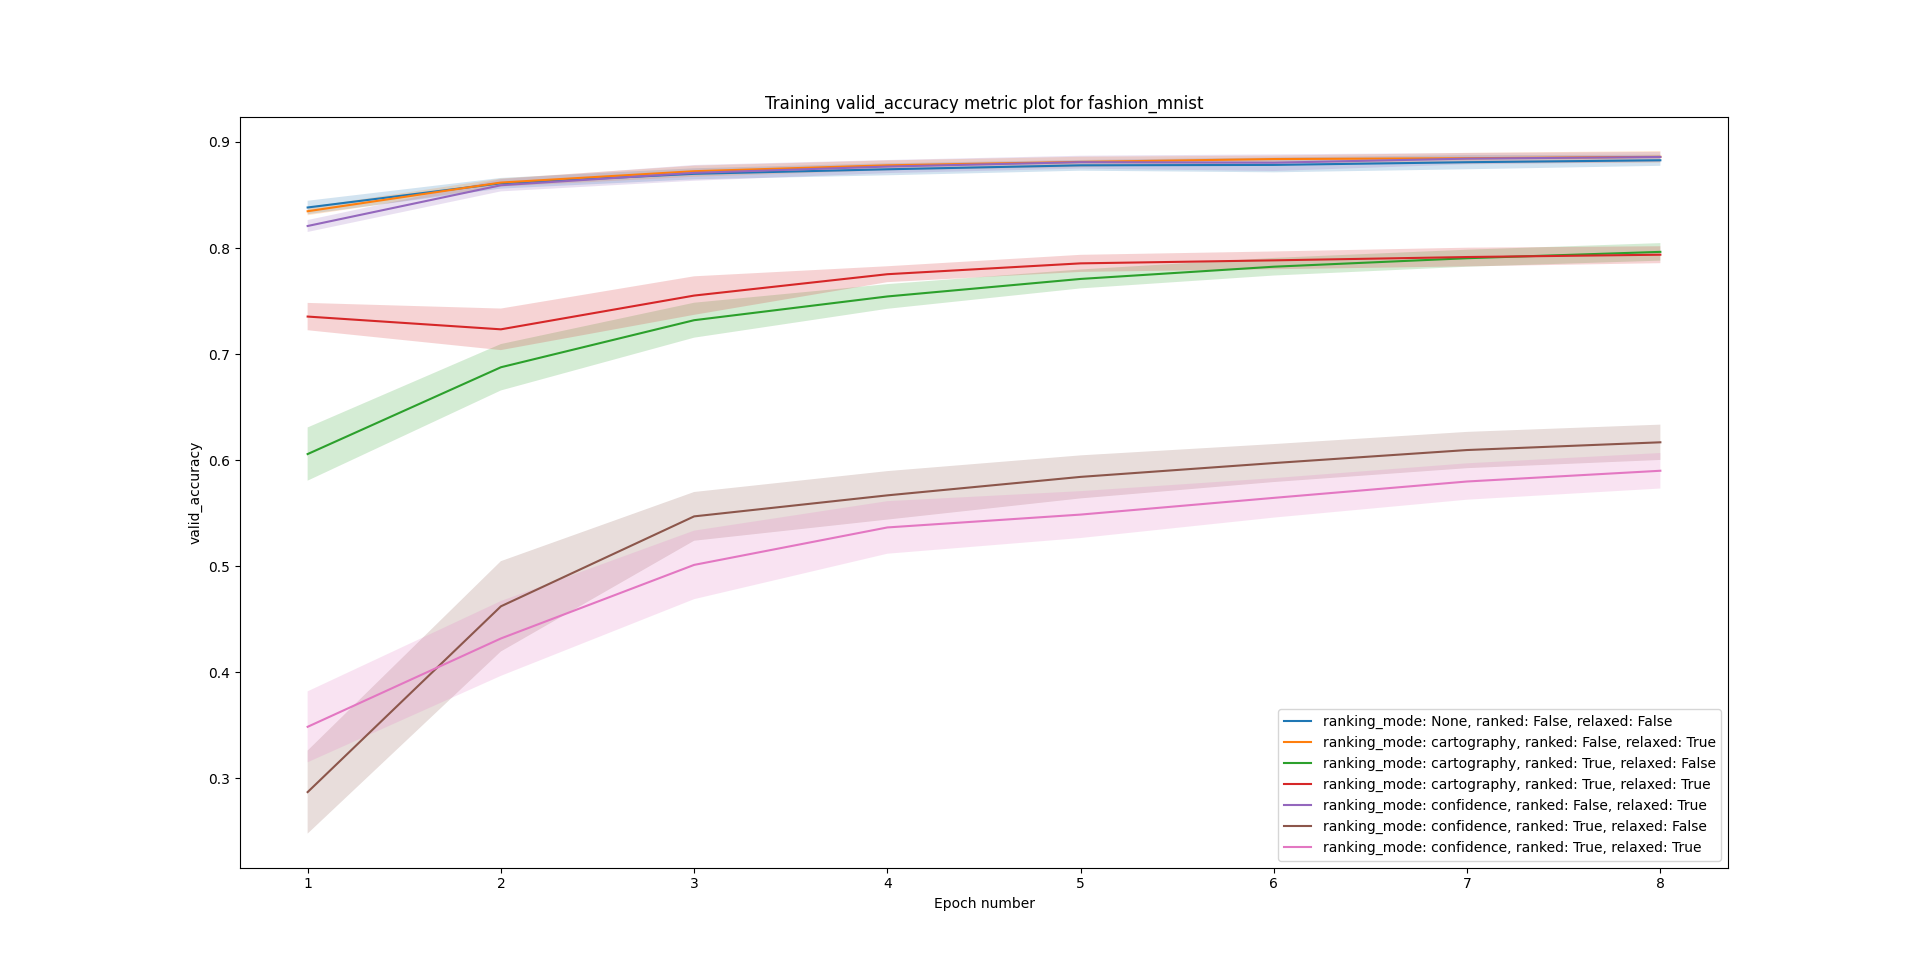 Training valid_accuracy metric plot for fashion_mnist
valid_accuracy
0.9
0.8
0.7
0.6
0.5
0.4
0.3
ranking_mode: None, ranked: False, relaxed: False
ranking_mode: cartography, ranked: False, relaxed: True
ranking_mode: cartography, ranked: True, relaxed: False
ranking_mode: cartography, ranked: True, relaxed: True
ranking_mode: confidence, ranked: False, relaxed: True
ranking_mode: confidence, ranked: True, relaxed: False
ranking_mode: confidence, ranked: True, relaxed: True
1 2 3 4 5 6 7 8
Epoch number